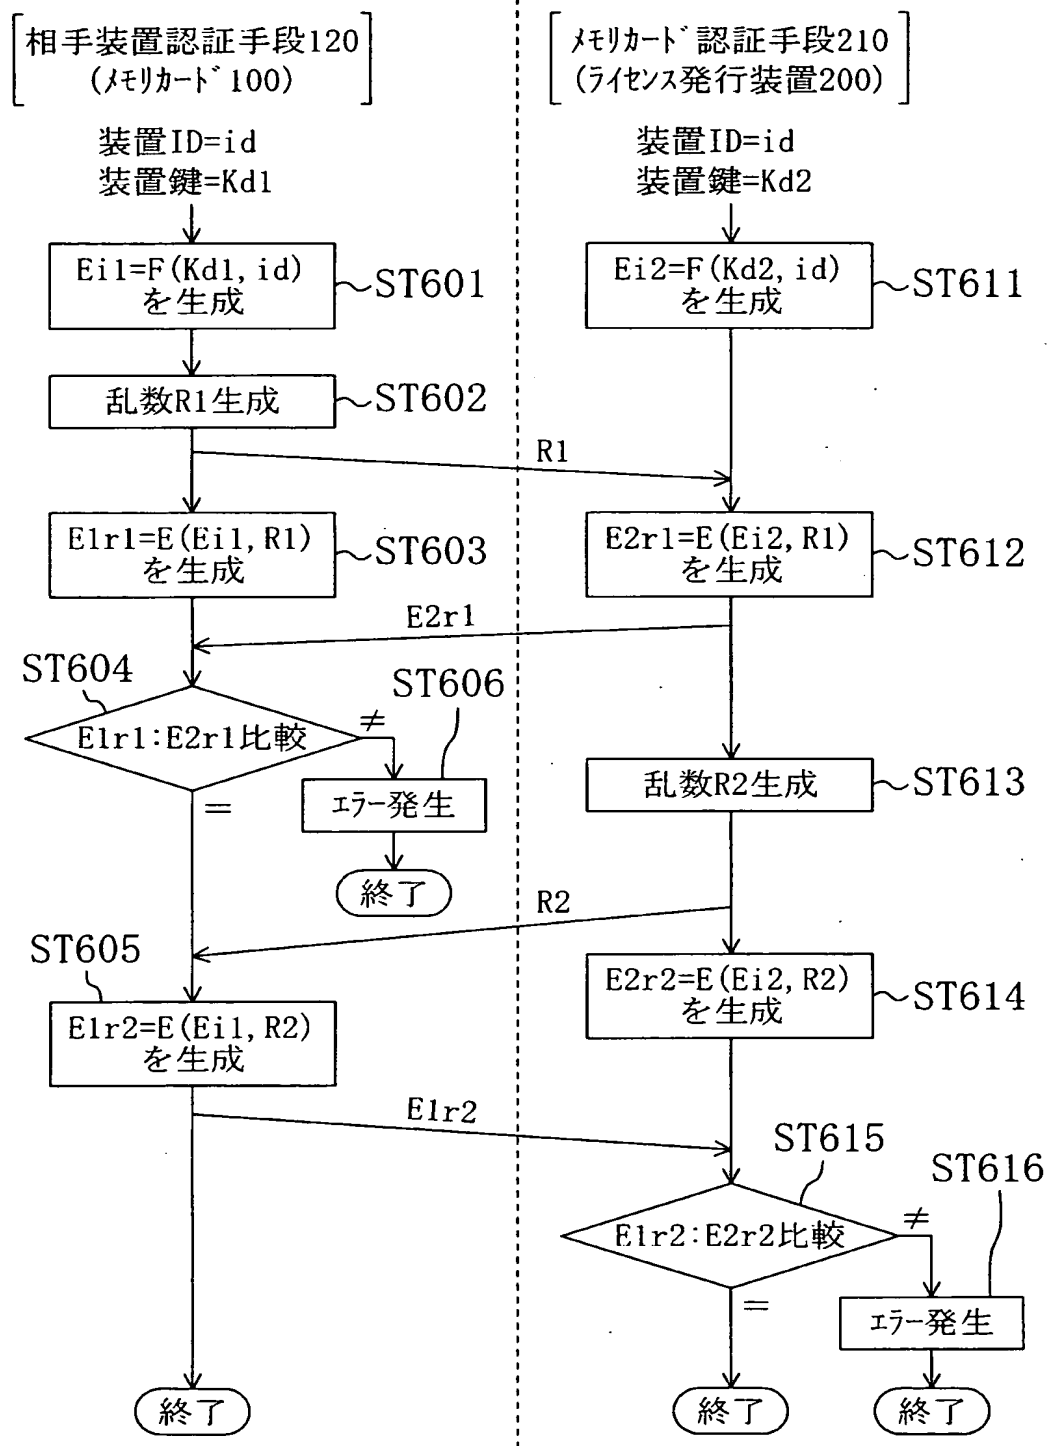 相手装置認証手段120
(ﾒﾓﾘｶｰﾄﾞ100)
装置ID=id
装置鍵=Kd1
Ei1=F(Kd1, id)
を生成
ST601
乱数R1生成
ST602
R1
E1r1=E(Ei1, R1)
を生成
ST603
E2r1
ST604
E1r1:E2r1比較
≠
=
ST606
ｴﾗｰ発生
終了
R2
ST605
E1r2=E(Ei1, R2)
を生成
E1r2
終了
ﾒﾓﾘｶｰﾄﾞ認証手段210
(ﾗｲｾﾝｽ発行装置200)
装置ID=id
装置鍵=Kd2
Ei2=F(Kd2, id)
を生成
ST611
E2r1=E(Ei2, R1)
を生成
ST612
乱数R2生成
ST613
E2r2=E(Ei2, R2)
を生成
ST614
ST615
E1r2:E2r2比較
≠
=
ST616
ｴﾗｰ発生
終了
終了